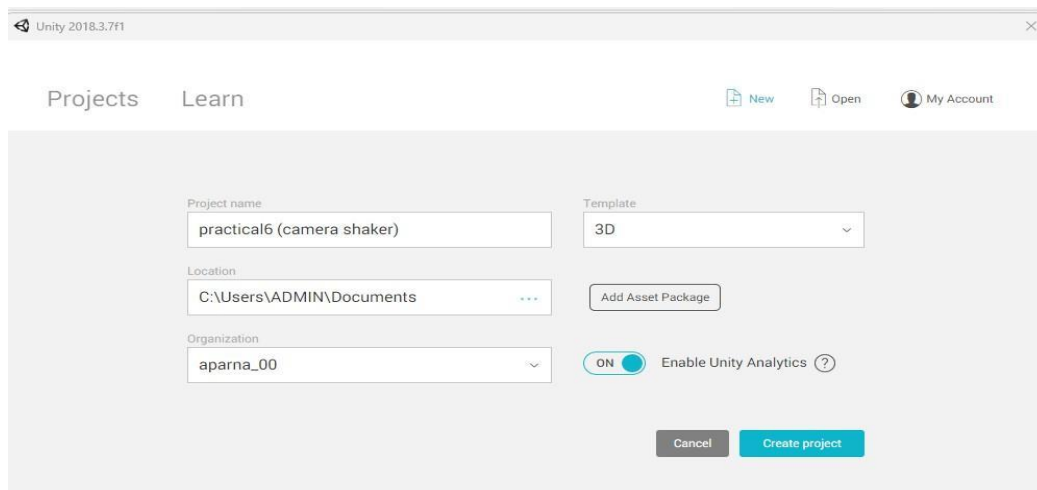 Unity 2018.3.7f1
Projects Learn New Open My Account
Project name Template
practical6 (camera shaker) 3D
Location
C:\Users\ADMIN\Documents ... Add Asset Package
Organization
aparna_00 ON Enable Unity Analytics ?
Cancel Create project